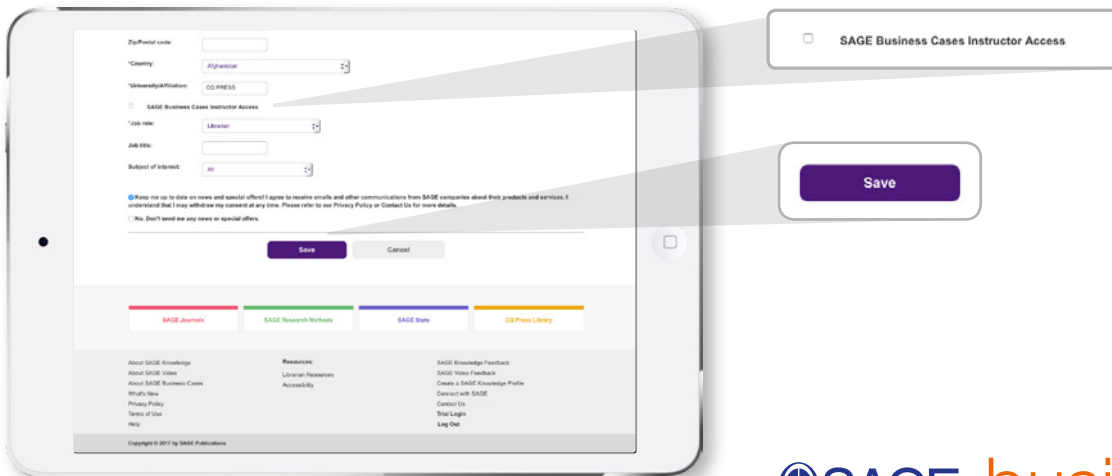 Zip/Postal code:
*Country: Afghanistan
*University/Affiliation: CQ PRESS
SAGE Business Cases Instructor Access
*Job role: Librarian
Job title:
Subject of interest: All
Keep me up to date on news and special offers! I agree to receive emails and other communications from SAGE companies about their products and services. I
understand that I may withdraw my consent at any time. Please refer to our Privacy Policy or Contact Us for more details.
No. Don't send me any news or special offers.
Save Cancel
SAGE Journals SAGE Research Methods SAGE Stats CQ Press Library
About SAGE Knowledge Resources: SAGE Knowledge Feedback
About SAGE Video Librarian Resources SAGE Video Feedback
About SAGE Business Cases Accessibility Create a SAGE Knowledge Profile
What's New Connect with SAGE
Privacy Policy Contact Us
Terms of Use Trial Login
Help Log Out
Copyright © 2017 by SAGE Publications
SAGE Business Cases Instructor Access
Save